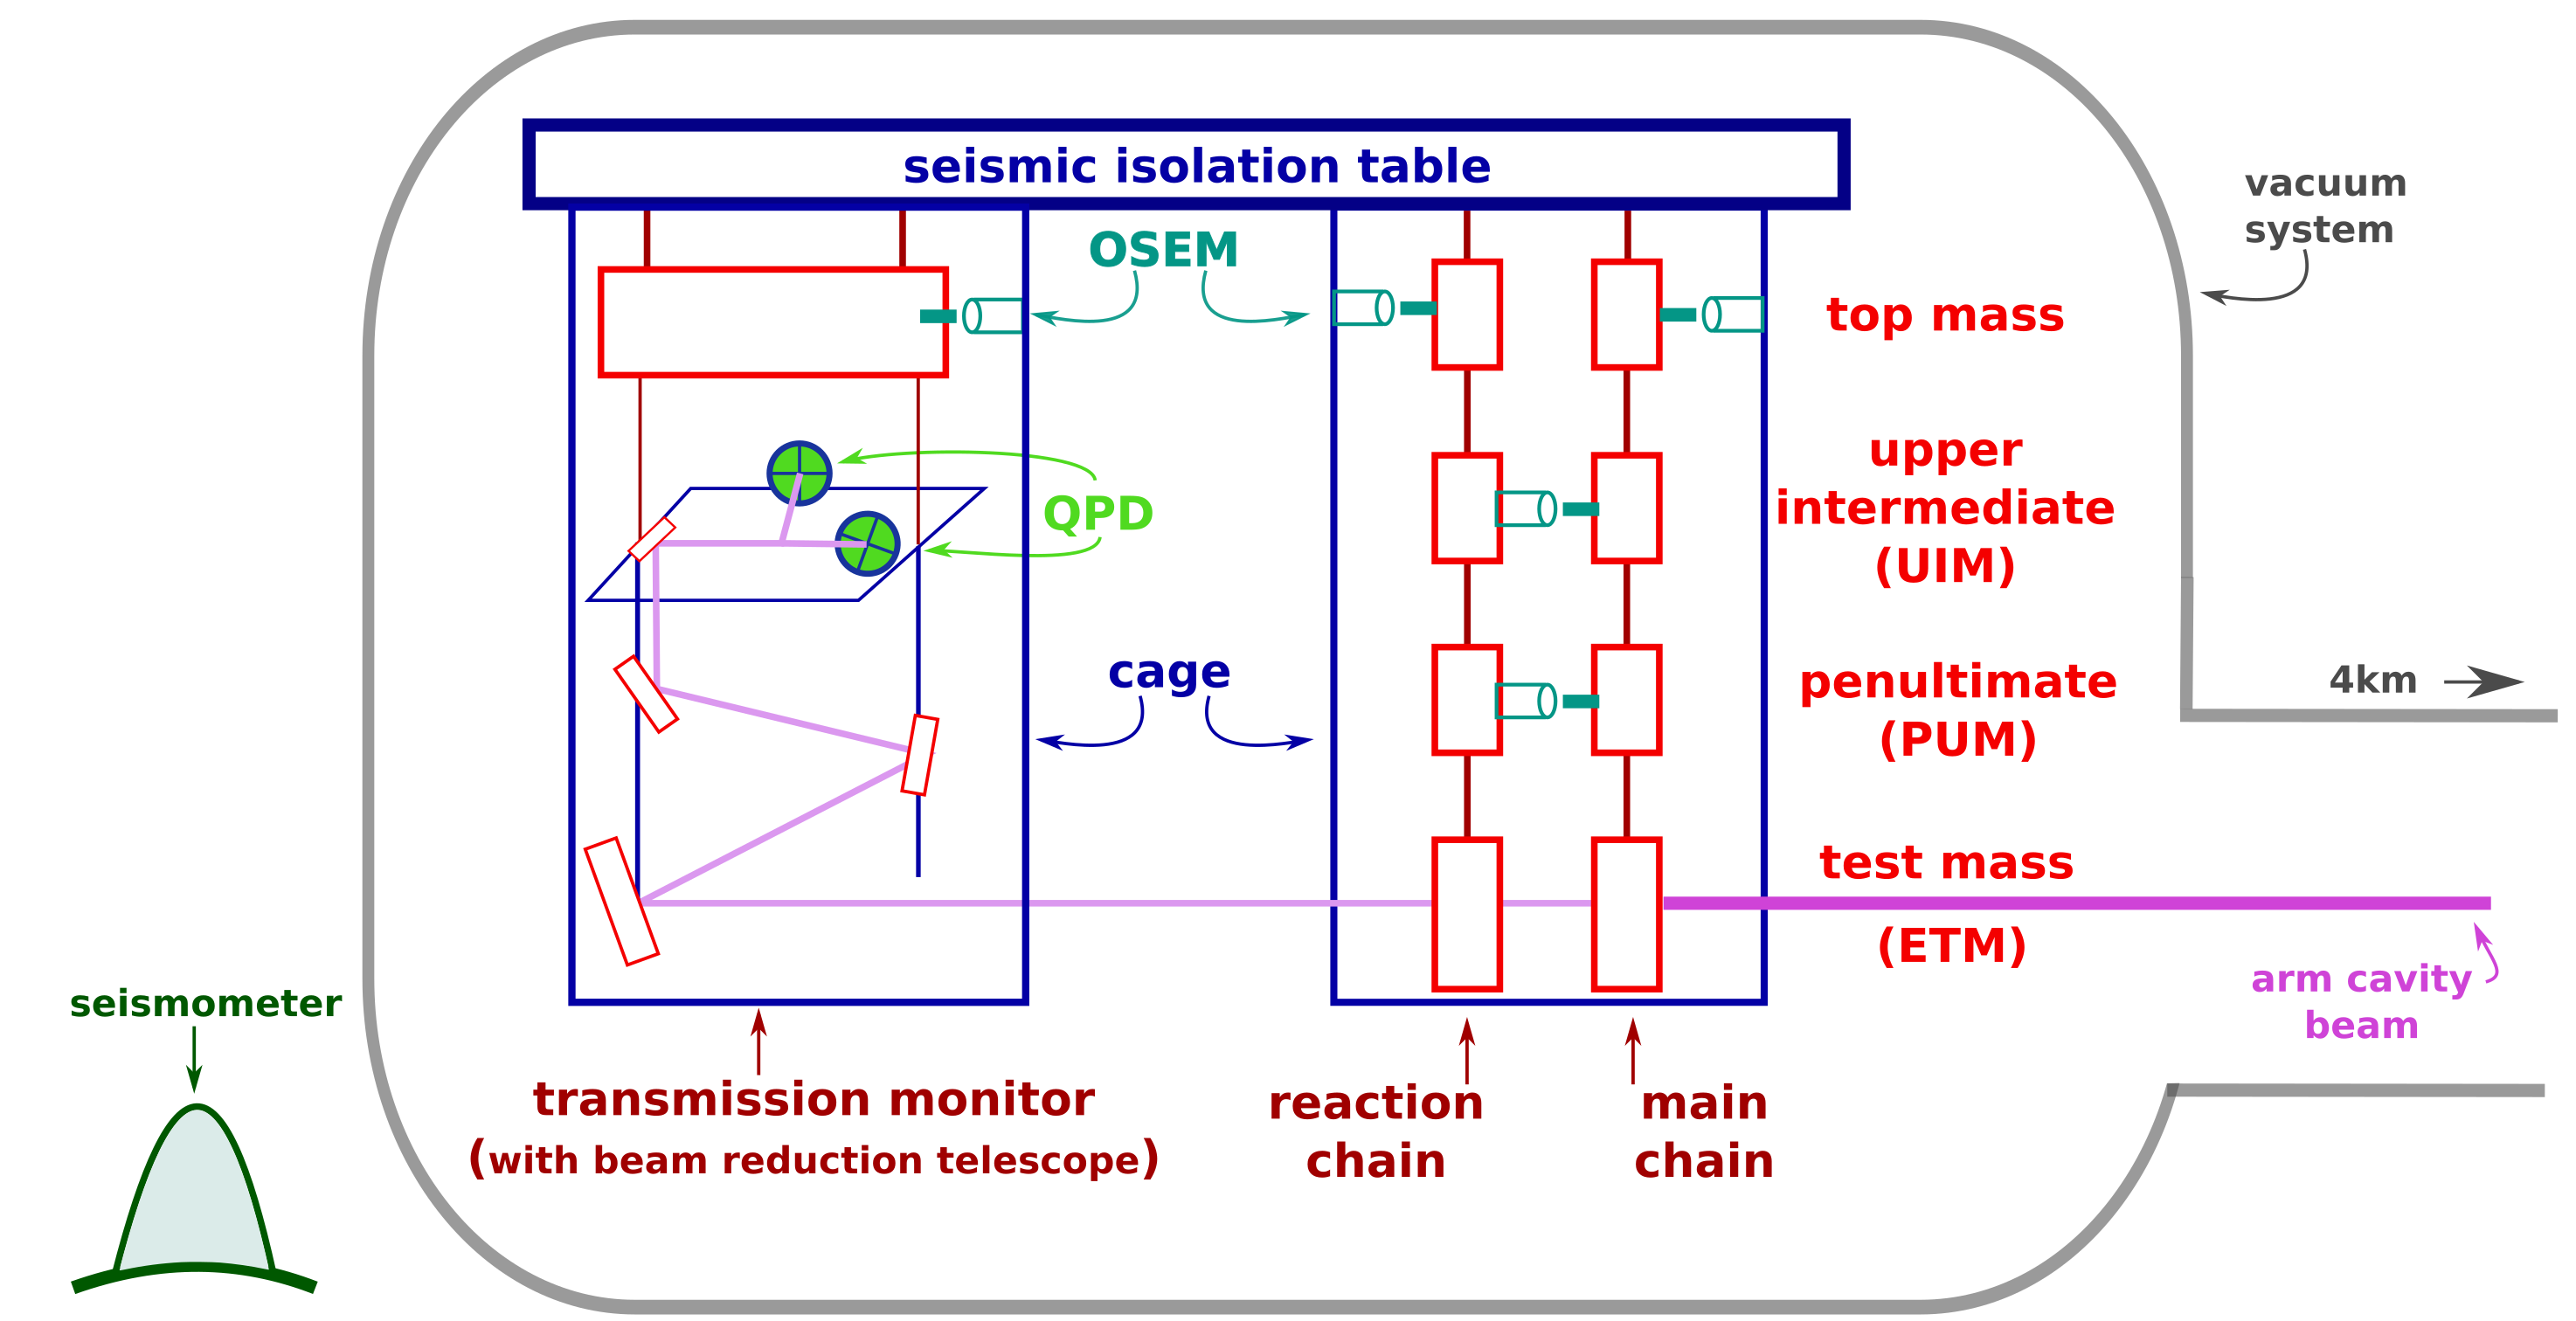 seismic isolation table
vacuum
system
OSEM
top mass
upper
intermediate
(UIM)
QPD
cage
penultimate
(PUM)
4km
test mass
(ETM)
arm cavity
beam
seismometer
transmission monitor
(with beam reduction telescope)
reaction
chain
main
chain